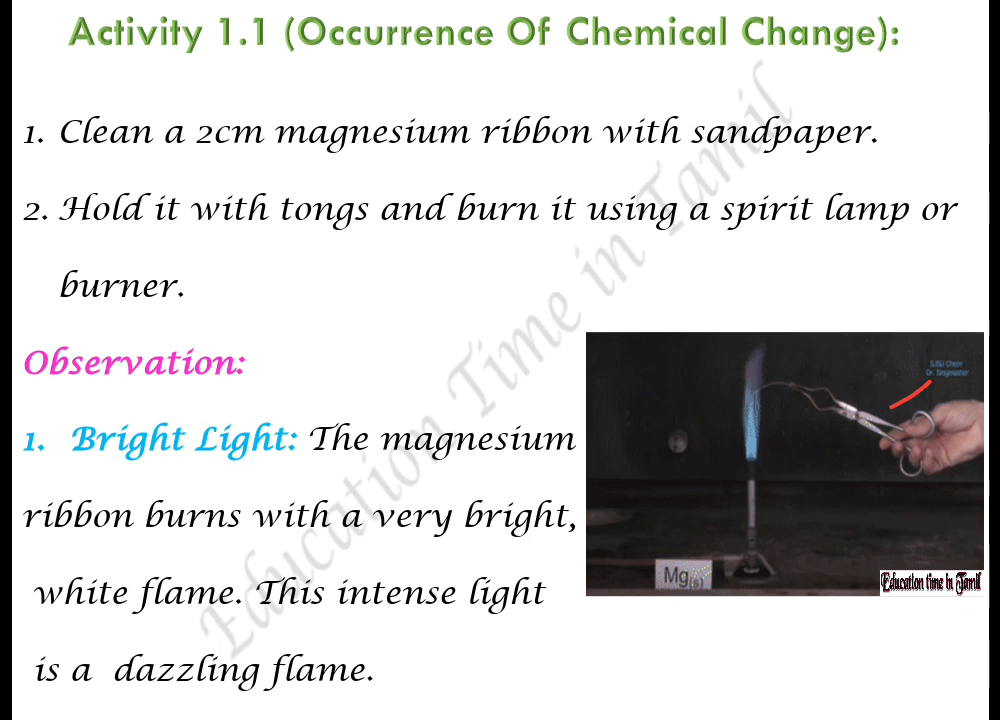 Activity 1.1 (Occurrence Of Chemical Change):
1. Clean a 2cm magnesium ribbon with sandpaper.
2. Hold it with tongs and burn it using a spirit lamp or
burner.
Observation:
1. Bright Light: The magnesium
ribbon burns with a very bright,
white flame. This intense light
is a dazzling flame.
Mg(s)
Education time in Tamil
Education Time in Tamil